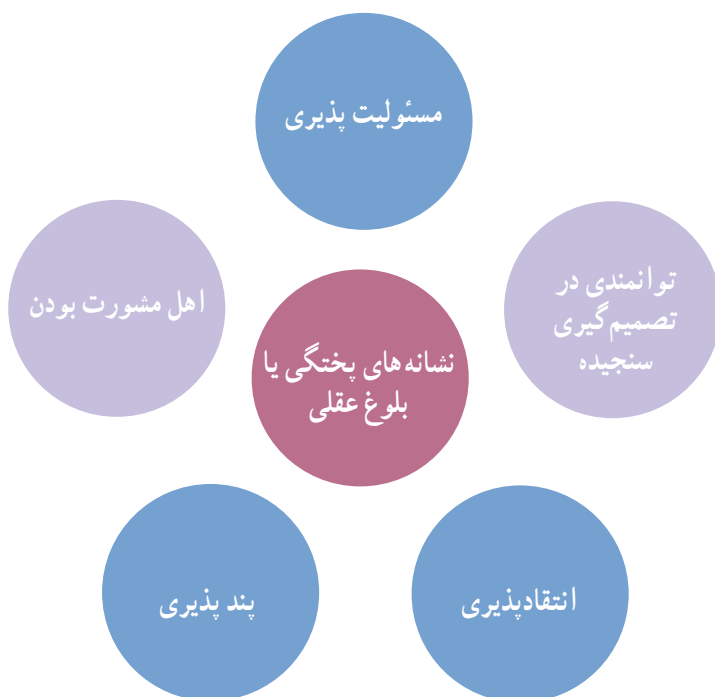 مسئولیت پذیری
توانمندی در
تصمیم‌گیری
سنجیده
اهل مشورت بودن
نشانه‌های پختگی یا
بلوغ عقلی
انتقادپذیری
پند پذیری